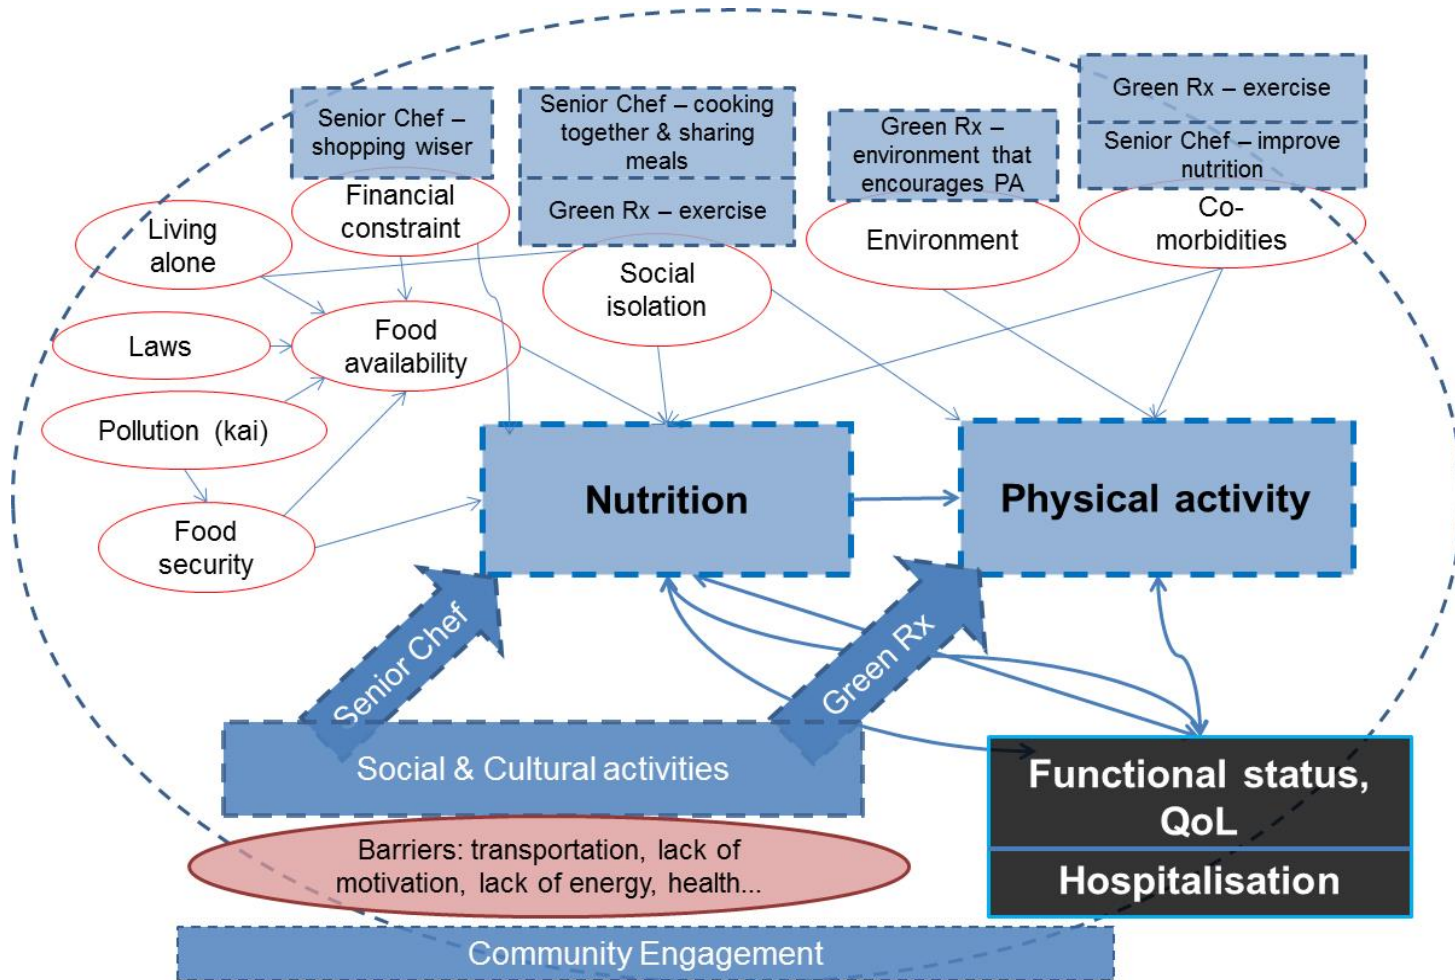 Senior Chef –
shopping wiser
Senior Chef – cooking
together & sharing
meals
Green Rx – exercise
Green Rx –
environment that
encourages PA
Green Rx – exercise
Senior Chef – improve
nutrition
Living
alone
Financial
constraint
Social
isolation
Environment
Co-
morbidities
Laws
Food
availability
Pollution (kai)
Food
security
Nutrition
Physical activity
Senior Chef
Green Rx
Social & Cultural activities
Functional status,
QoL
Hospitalisation
Barriers: transportation, lack of
motivation, lack of energy, health...
Community Engagement